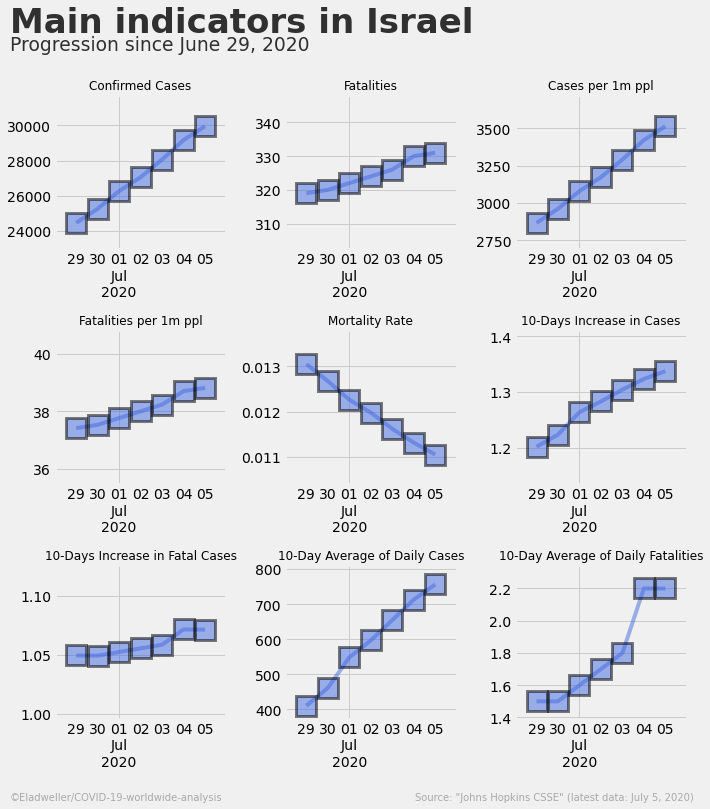 Main indicators in Israel
Progression since June 29, 2020
Confirmed Cases
30000
28000
26000
24000
29 30 01 02 03 04 05
Jul
2020
Fatalities
340
330
320
310
29 30 01 02 03 04 05
Jul
2020
Cases per 1m ppl
3500
3250
3000
2750
29 30 01 02 03 04 05
Jul
2020
Fatalities per 1m ppl
40
38
36
29 30 01 02 03 04 05
Jul
2020
Mortality Rate
0.013
0.012
0.011
29 30 01 02 03 04 05
Jul
2020
10-Days Increase in Cases
1.4
1.3
1.2
29 30 01 02 03 04 05
Jul
2020
10-Days Increase in Fatal Cases
1.10
1.05
1.00
29 30 01 02 03 04 05
Jul
2020
10-Day Average of Daily Cases
800
700
600
500
400
29 30 01 02 03 04 05
Jul
2020
10-Day Average of Daily Fatalities
2.2
2.0
1.8
1.6
1.4
29 30 01 02 03 04 05
Jul
2020
©Eladweller/COVID-19-worldwide-analysis
Source: "Johns Hopkins CSSE" (latest data: July 5, 2020)